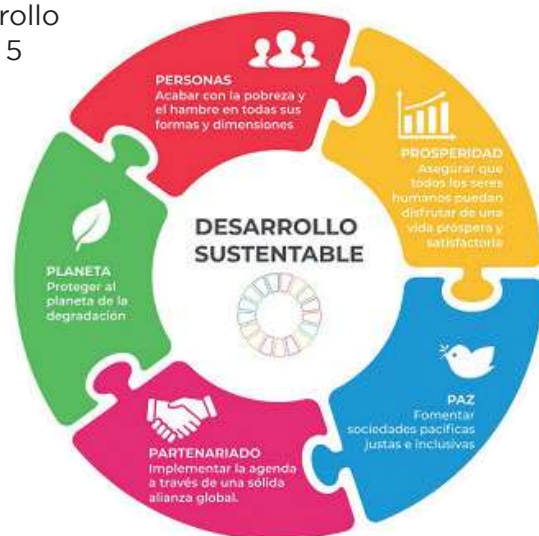 rollo
5
PERSONAS
Acabar con la pobreza y
el hambre en todas sus
formas y dimensiones
PROSPERIDAD
Asegurar que
todos los seres
humanos puedan
disfrutar de una
vida próspera y
satisfactoria
DESARROLLO
SUSTENTABLE
PLANETA
Proteger al
planeta de la
degradación
PAZ
Fomentar
sociedades pacíficas
justas e inclusivas
PARTENARIADO
Implementar la agenda
a través de una sólida
alianza global.